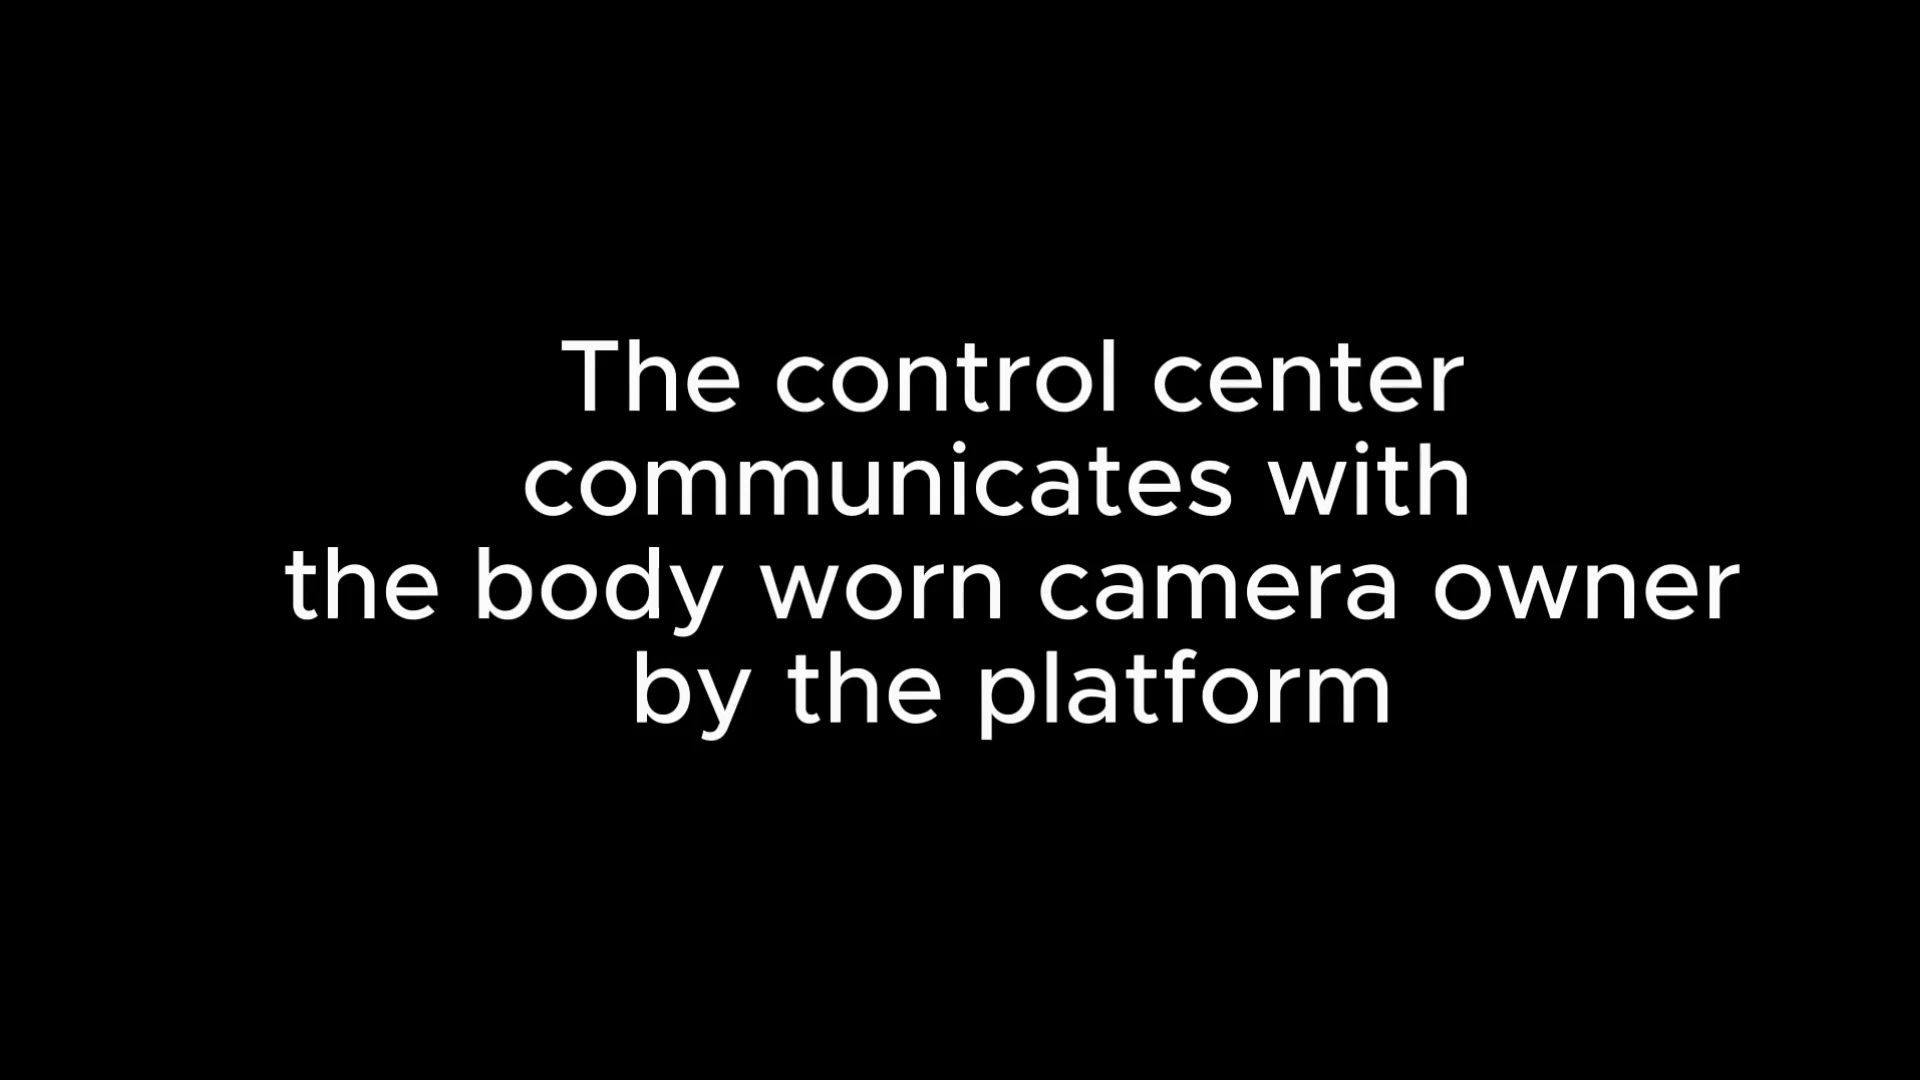 The control center
communicates with
the body worn camera owner
by the platform